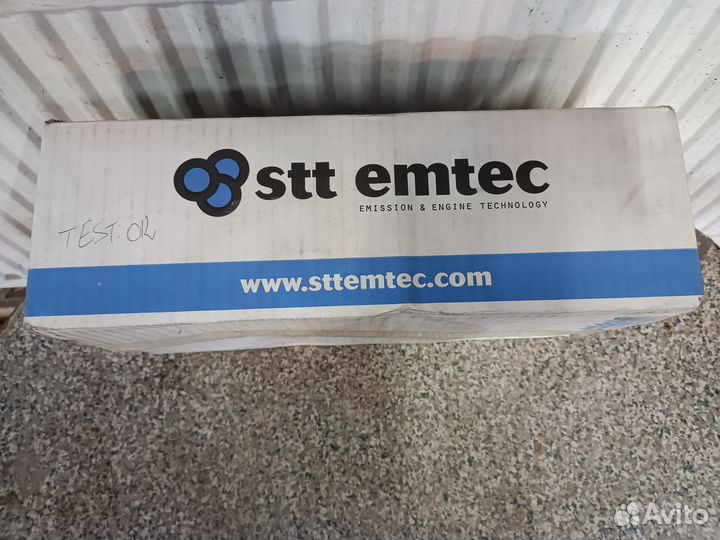 stt emtec
EMISSION & ENGINE TECHNOLOGY
TEST: OK
www.sttemtec.com
Avito